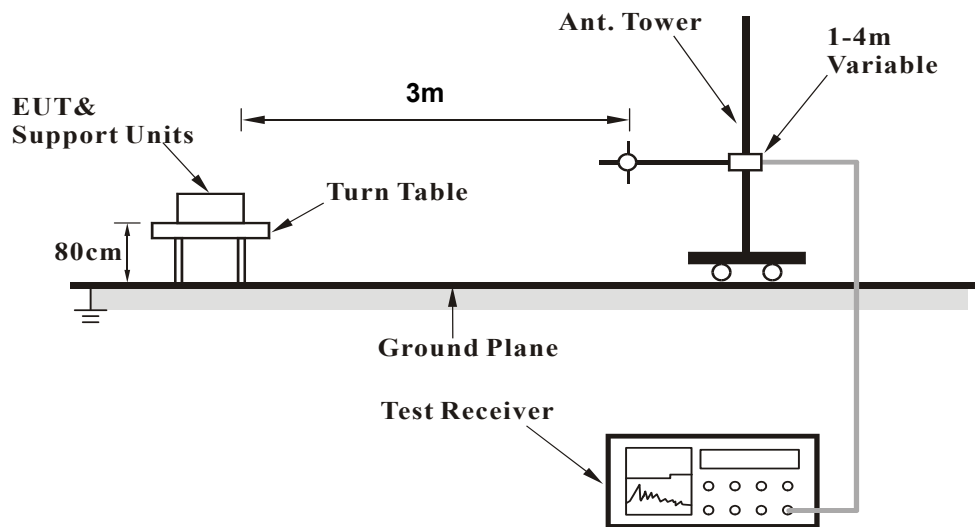 Ant. Tower
1-4m
Variable
3m
EUT&
Support Units
Turn Table
80cm
Ground Plane
Test Receiver